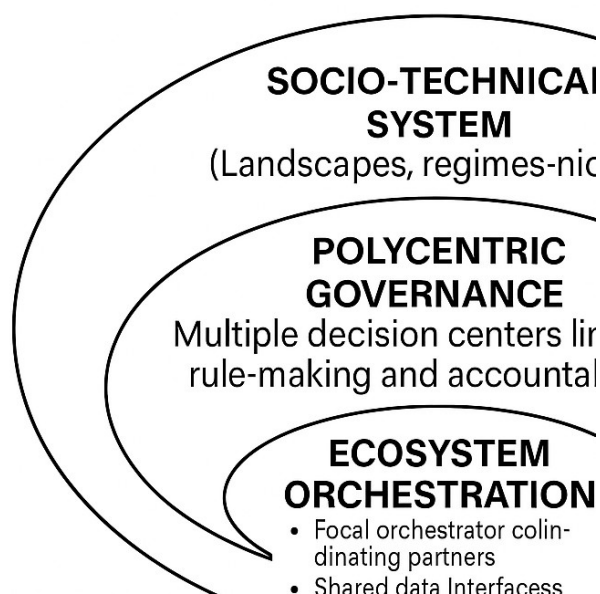 SOCIO-TECHNICAL
SYSTEM
(Landscapes, regimes-nic
POLYCENTRIC
GOVERNANCE
Multiple decision centers lin
rule-making and accountal
ECOSYSTEM
ORCHESTRATION
• Focal orchestrator colin-
dinating partners
• Shared data Interfacess